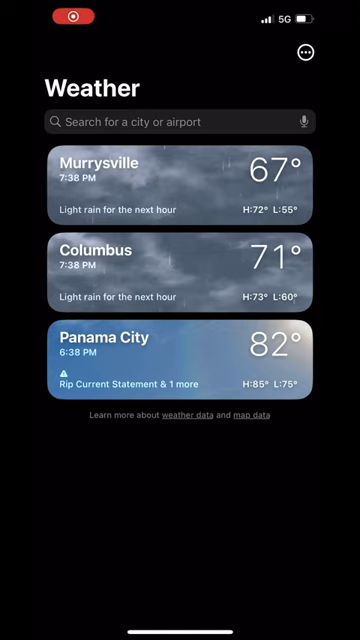 5G
Weather
Search for a city or airport
Murrysville
7:38 PM
67°
Light rain for the next hour
H:72° L:55°
Columbus
7:38 PM
71°
Light rain for the next hour
H:73° L:60°
Panama City
6:38 PM
82°
Rip Current Statement & 1 more
H:85° L:75°
Learn more about weather data and map data